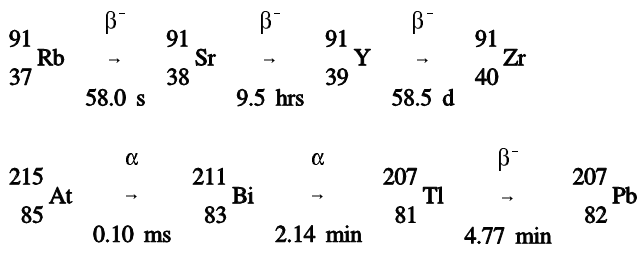 β⁻ β⁻ β⁻
⁹¹₃₇Rb → ⁹¹₃₈Sr → ⁹¹₃₉Y → ⁹¹₄₀Zr
58.0 s 9.5 hrs 58.5 d
α α β⁻
²¹⁵₈₅At → ²¹¹₈₃Bi → ²⁰⁷₈₁Tl → ²⁰⁷₈₂Pb
0.10 ms 2.14 min 4.77 min